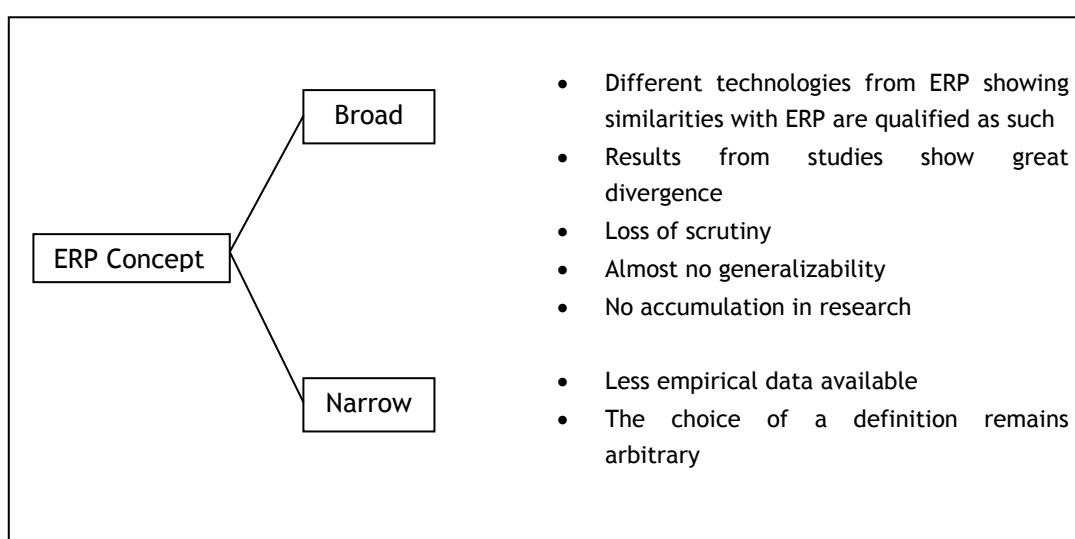 Broad
• Different technologies from ERP showing
similarities with ERP are qualified as such
• Results from studies show great
divergence
• Loss of scrutiny
• Almost no generalizability
• No accumulation in research
ERP Concept
Narrow
• Less empirical data available
• The choice of a definition remains
arbitrary